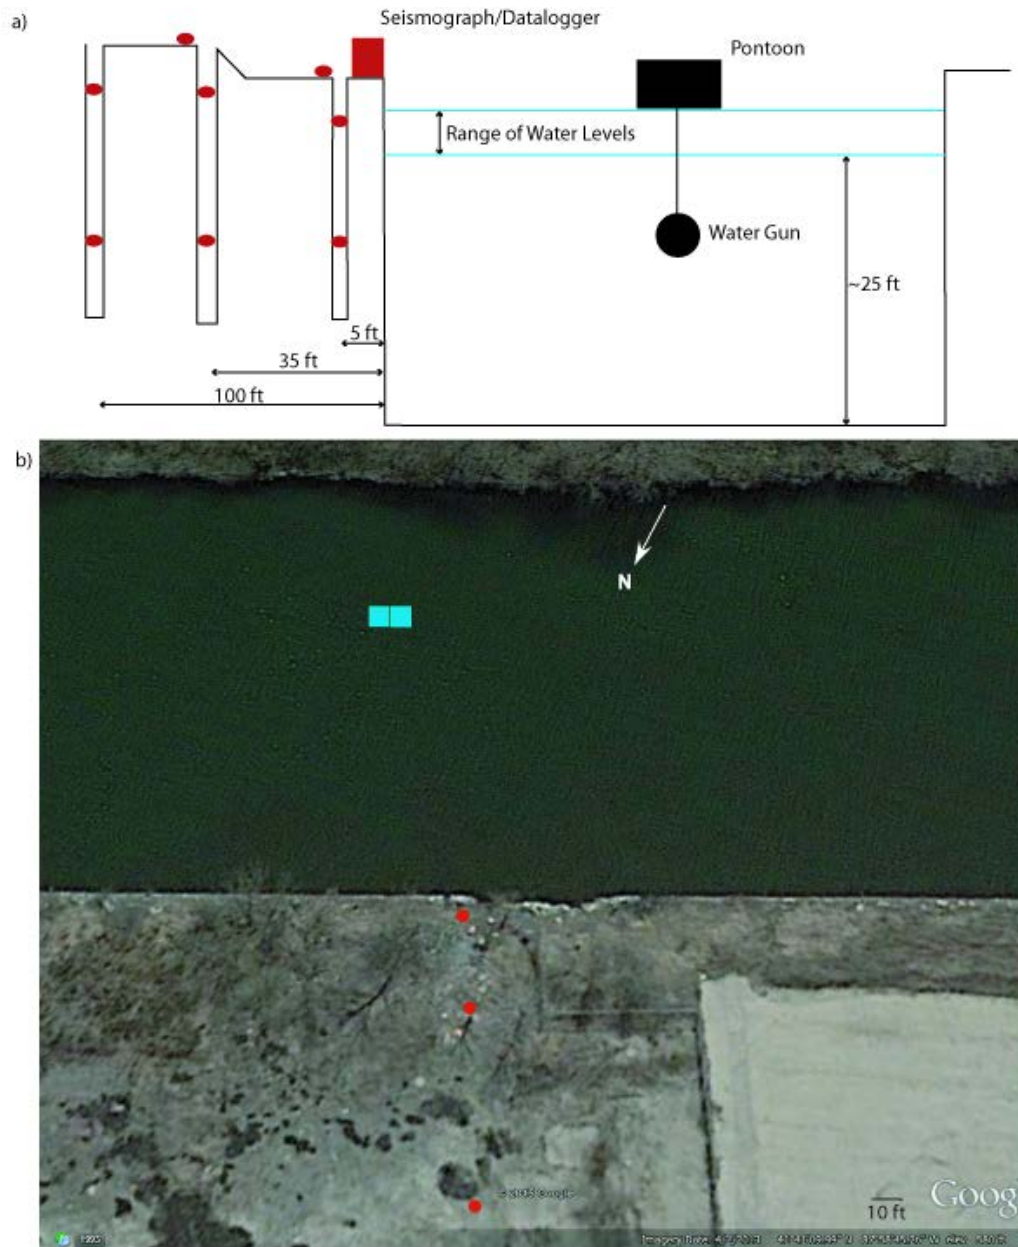 a)
Seismograph/Datalogger
Pontoon
Range of Water Levels
Water Gun
~25 ft
5 ft
35 ft
100 ft
b)
N
10 ft
Goog